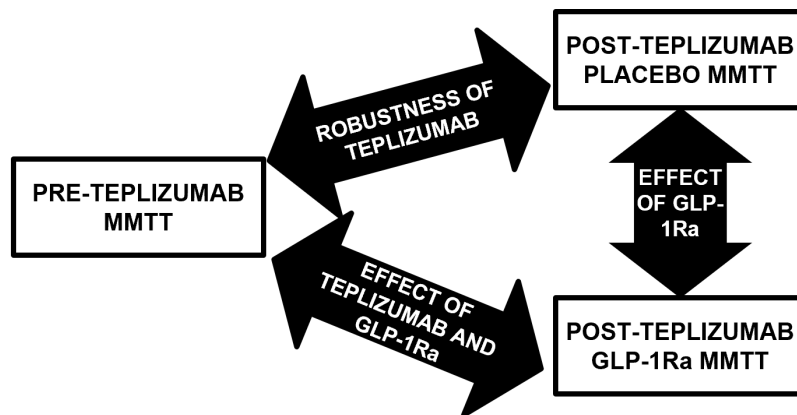 POST-TEPLIZUMAB
PLACEBO MMTT
ROBUSTNESS OF
TEPLIZUMAB
PRE-TEPLIZUMAB
MMTT
EFFECT
OF GLP-
1Ra
EFFECT OF
TEPLIZUMAB AND
GLP-1Ra
POST-TEPLIZUMAB
GLP-1Ra MMTT